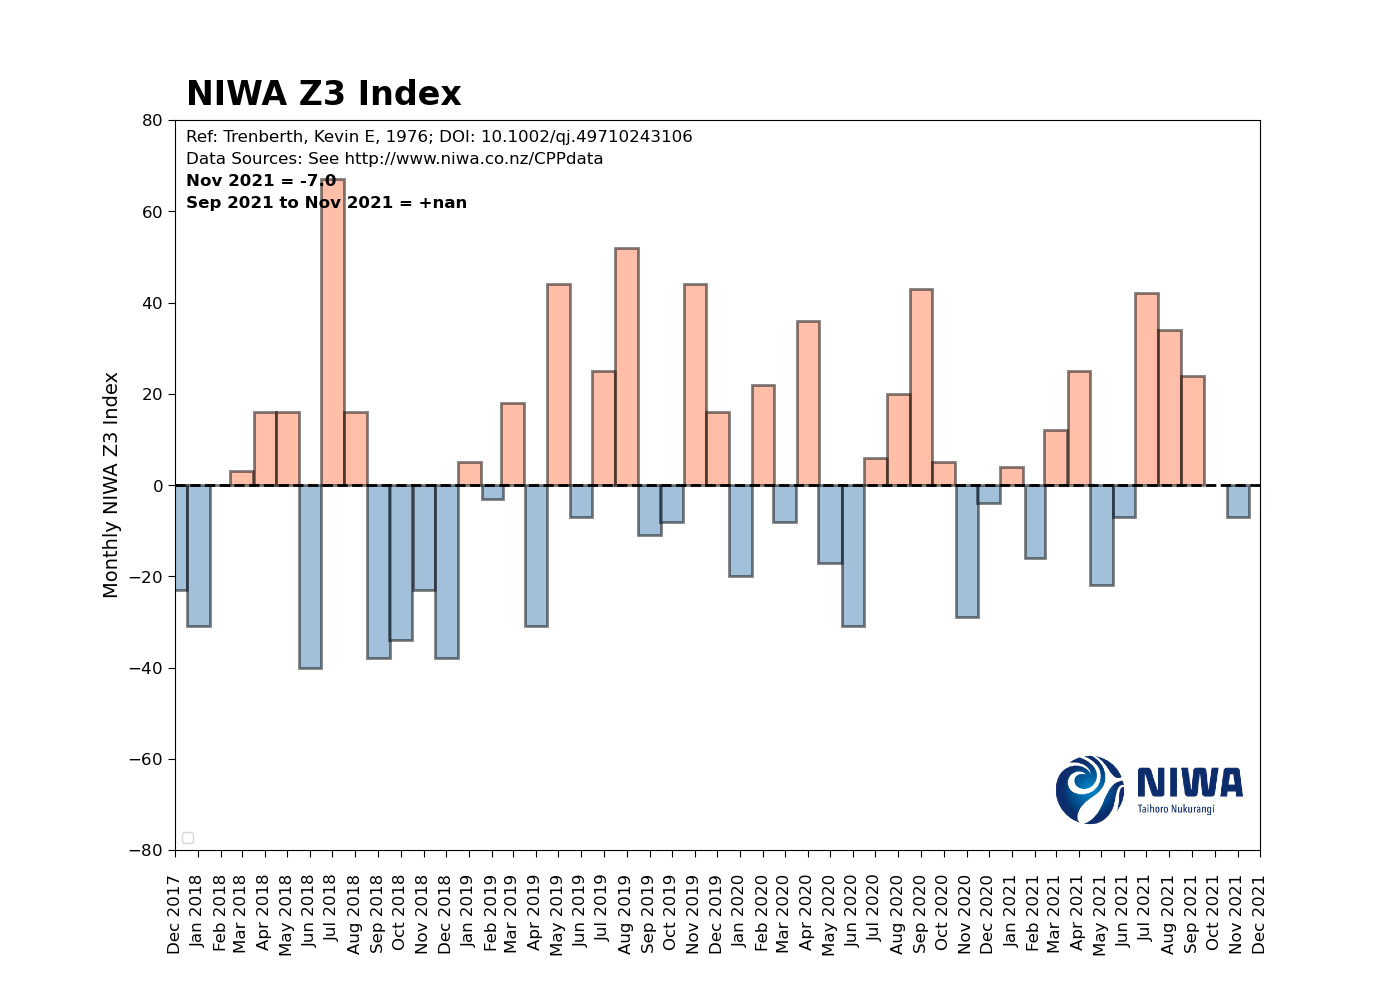 NIWA Z3 Index
Ref: Trenberth, Kevin E, 1976; DOI: 10.1002/qj.49710243106
Data Sources: See http://www.niwa.co.nz/CPPdata
Nov 2021 = -7.0
Sep 2021 to Nov 2021 = +nan
Monthly NIWA Z3 Index
80
60
40
20
0
−20
−40
−60
−80
NIWA
Taihoro Nukurangi
Dec 2017
Jan 2018
Feb 2018
Mar 2018
Apr 2018
May 2018
Jun 2018
Jul 2018
Aug 2018
Sep 2018
Oct 2018
Nov 2018
Dec 2018
Jan 2019
Feb 2019
Mar 2019
Apr 2019
May 2019
Jun 2019
Jul 2019
Aug 2019
Sep 2019
Oct 2019
Nov 2019
Dec 2019
Jan 2020
Feb 2020
Mar 2020
Apr 2020
May 2020
Jun 2020
Jul 2020
Aug 2020
Sep 2020
Oct 2020
Nov 2020
Dec 2020
Jan 2021
Feb 2021
Mar 2021
Apr 2021
May 2021
Jun 2021
Jul 2021
Aug 2021
Sep 2021
Oct 2021
Nov 2021
Dec 2021